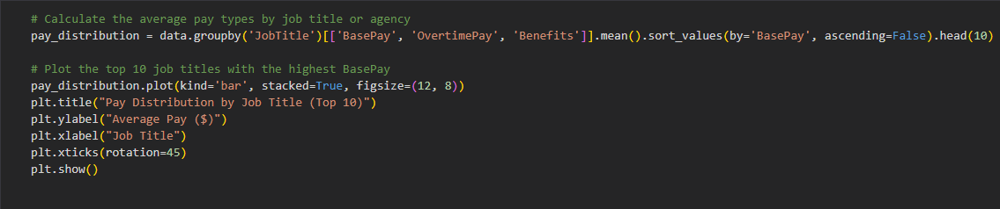 # Calculate the average pay types by job title or agency
pay_distribution = data.groupby('JobTitle')[['BasePay', 'OvertimePay', 'Benefits']].mean().sort_values(by='BasePay', ascending=False).head(10)
# Plot the top 10 job titles with the highest BasePay
pay_distribution.plot(kind='bar', stacked=True, figsize=(12, 8))
plt.title("Pay Distribution by Job Title (Top 10)")
plt.ylabel("Average Pay ($)")
plt.xlabel("Job Title")
plt.xticks(rotation=45)
plt.show()